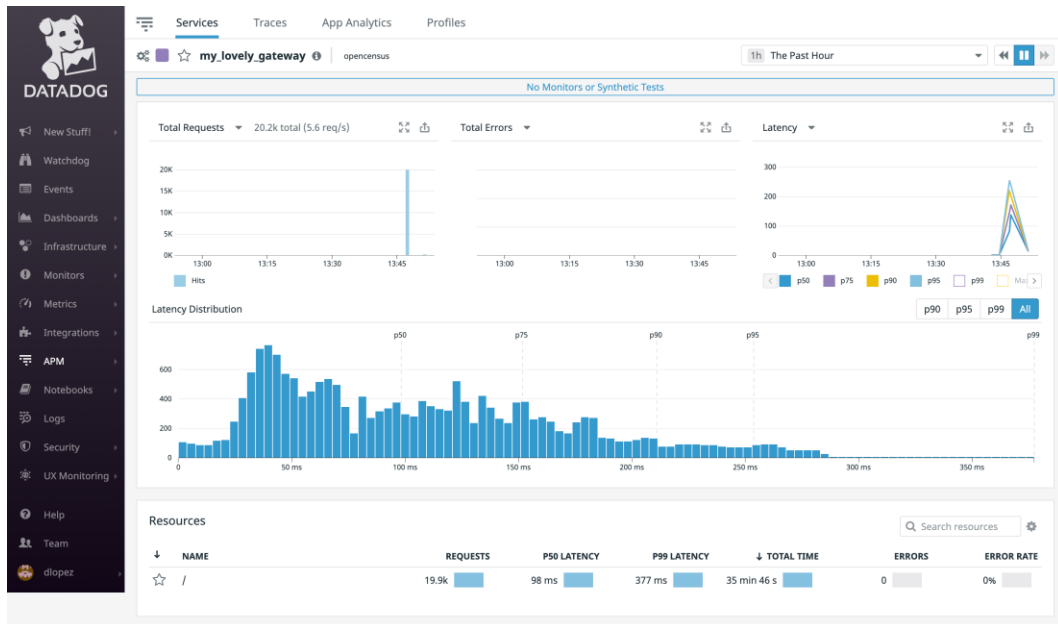 DATADOG
New Stuff!
Watchdog
Events
Dashboards
Infrastructure
Monitors
Metrics
Integrations
APM
Notebooks
Logs
Security
UX Monitoring
Help
Team
dlopez
Services Traces App Analytics Profiles
my_lovely_gateway opencensus 1h The Past Hour
No Monitors or Synthetic Tests
Total Requests 20.2k total (5.6 req/s)
20K
15K
10K
5K
0K
13:00 13:15 13:30 13:45
Hits
Total Errors
13:00 13:15 13:30 13:45
Latency
300
200
100
0
13:00 13:15 13:30 13:45
p50 p75 p90 p95 p99
Latency Distribution
p90 p95 p99 All
p50 p75 p90 p95 p99
600
400
200
0
0 50 ms 100 ms 150 ms 200 ms 250 ms 300 ms 350 ms
Resources
Search resources
NAME REQUESTS P50 LATENCY P99 LATENCY TOTAL TIME ERRORS ERROR RATE
/ 19.9k 98 ms 377 ms 35 min 46 s 0 0%